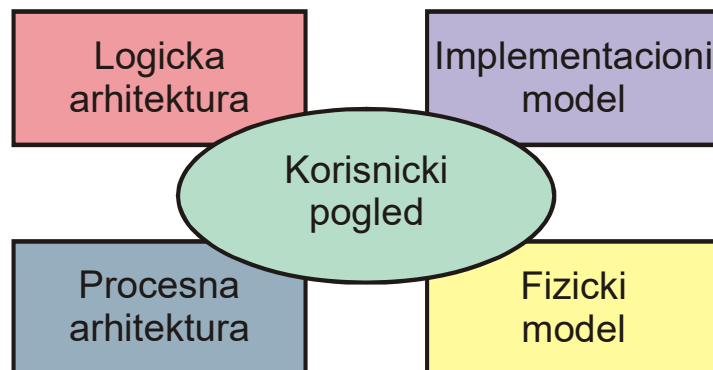 Logicka
arhitektura
Implementacioni
model
Korisnicki
pogled
Procesna
arhitektura
Fizicki
model